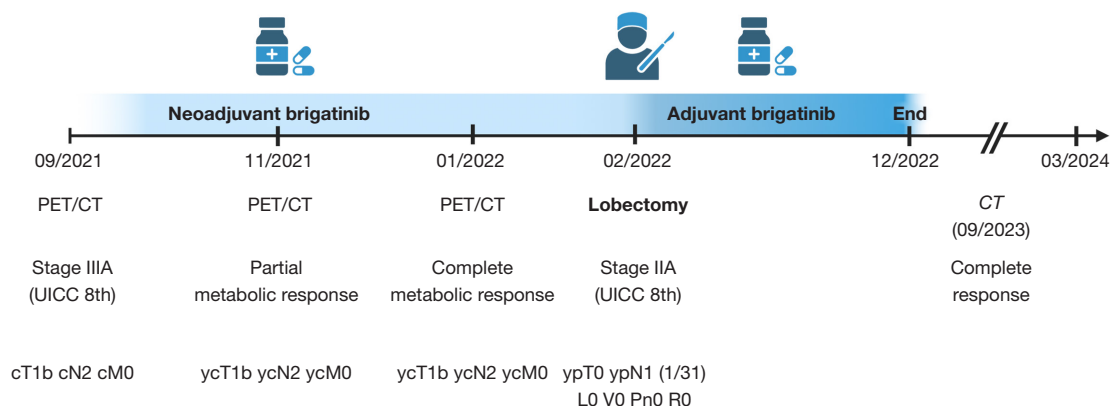 Neoadjuvant brigatinib
Adjuvant brigatinib
End
09/2021
11/2021
01/2022
02/2022
12/2022
03/2024
PET/CT
PET/CT
PET/CT
Lobectomy
CT
(09/2023)
Stage IIIA
(UICC 8th)
Partial
metabolic response
Complete
metabolic response
Stage IIA
(UICC 8th)
Complete
response
cT1b cN2 cM0
ycT1b ycN2 ycM0
ycT1b ycN2 ycM0
ypT0 ypN1 (1/31)
L0 V0 Pn0 R0